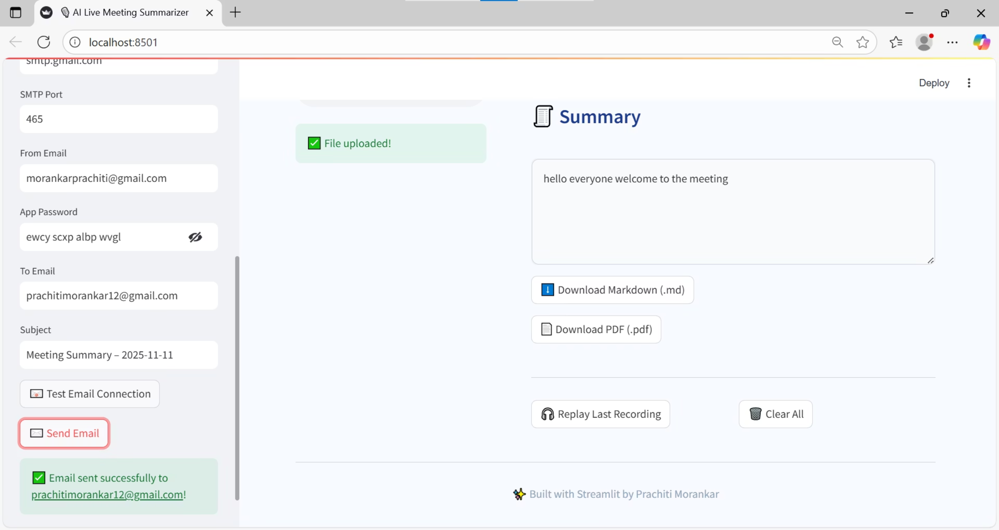 AI Live Meeting Summarizer
localhost:8501
smtp.gmail.com
SMTP Port
465
From Email
morankarprachiti@gmail.com
App Password
ewcy scxp albp wvgl
To Email
prachitimorankar12@gmail.com
Subject
Meeting Summary – 2025-11-11
Test Email Connection
Send Email
Email sent successfully to
prachitimorankar12@gmail.com!
Deploy
File uploaded!
Summary
hello everyone welcome to the meeting
Download Markdown (.md)
Download PDF (.pdf)
Replay Last Recording
Clear All
Built with Streamlit by Prachiti Morankar